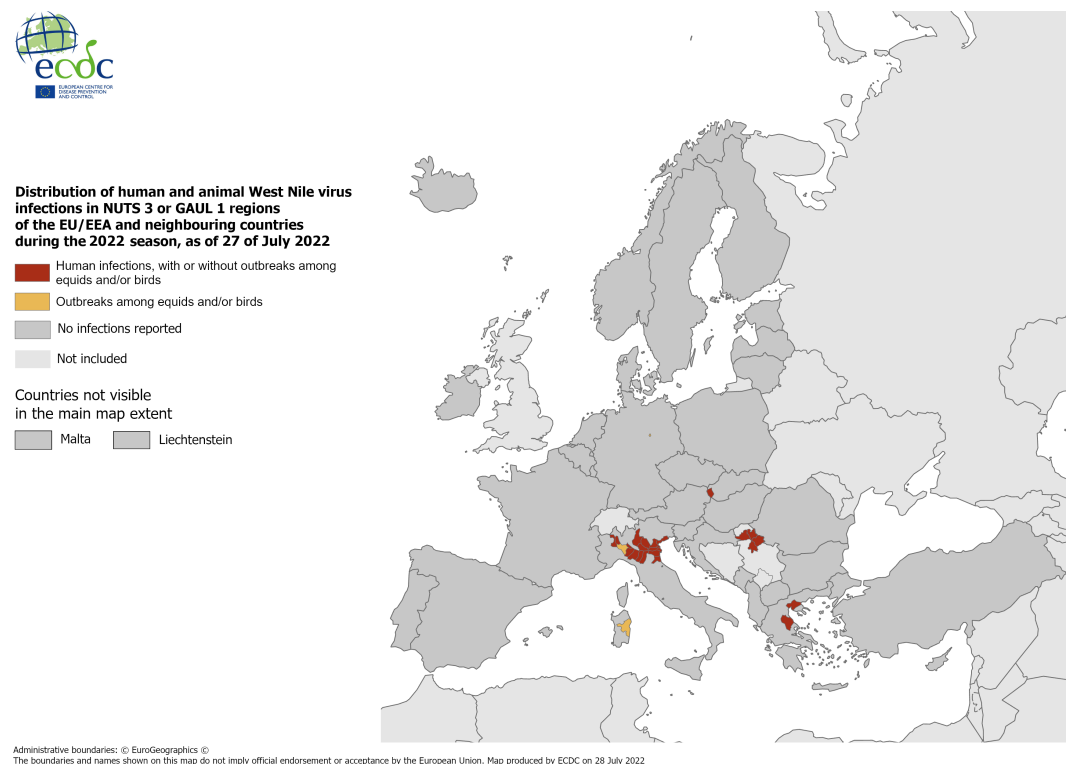 ecdc
EUROPEAN CENTRE FOR
DISEASE PREVENTION
AND CONTROL
Distribution of human and animal West Nile virus
infections in NUTS 3 or GAUL 1 regions
of the EU/EEA and neighbouring countries
during the 2022 season, as of 27 of July 2022
Human infections, with or without outbreaks among
equids and/or birds
Outbreaks among equids and/or birds
No infections reported
Not included
Countries not visible
in the main map extent
Malta
Liechtenstein
Administrative boundaries: © EuroGeographics ©
The boundaries and names shown on this map do not imply official endorsement or acceptance by the European Union. Map produced by ECDC on 28 July 2022